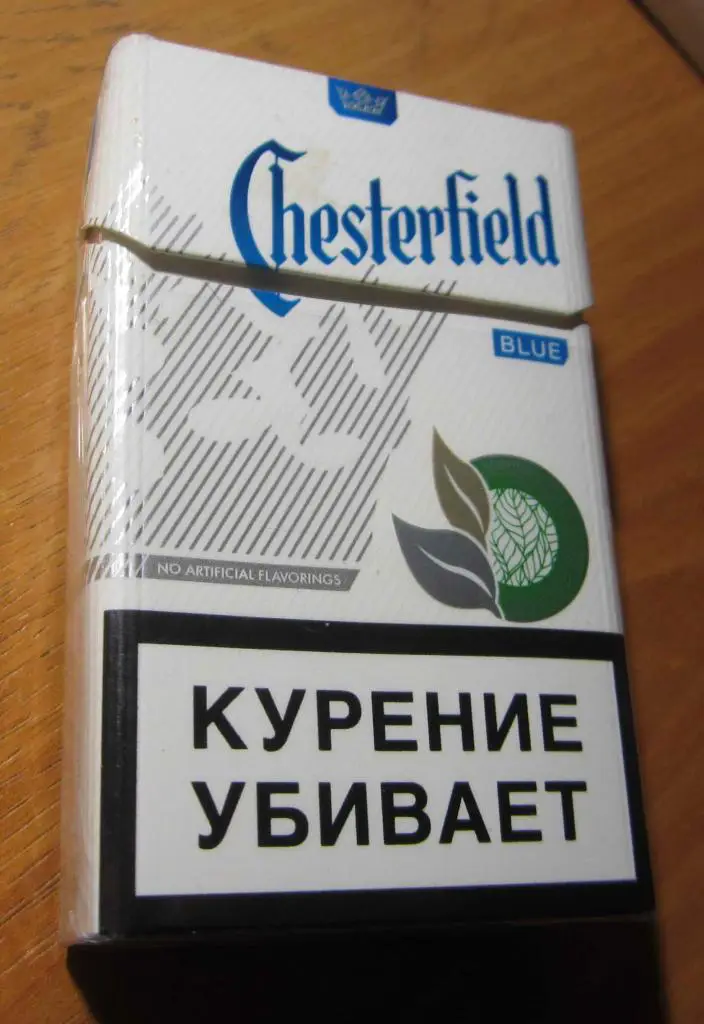 Chesterfield
BLUE
NO ARTIFICIAL FLAVORINGS
КУРЕНИЕ
УБИВАЕТ